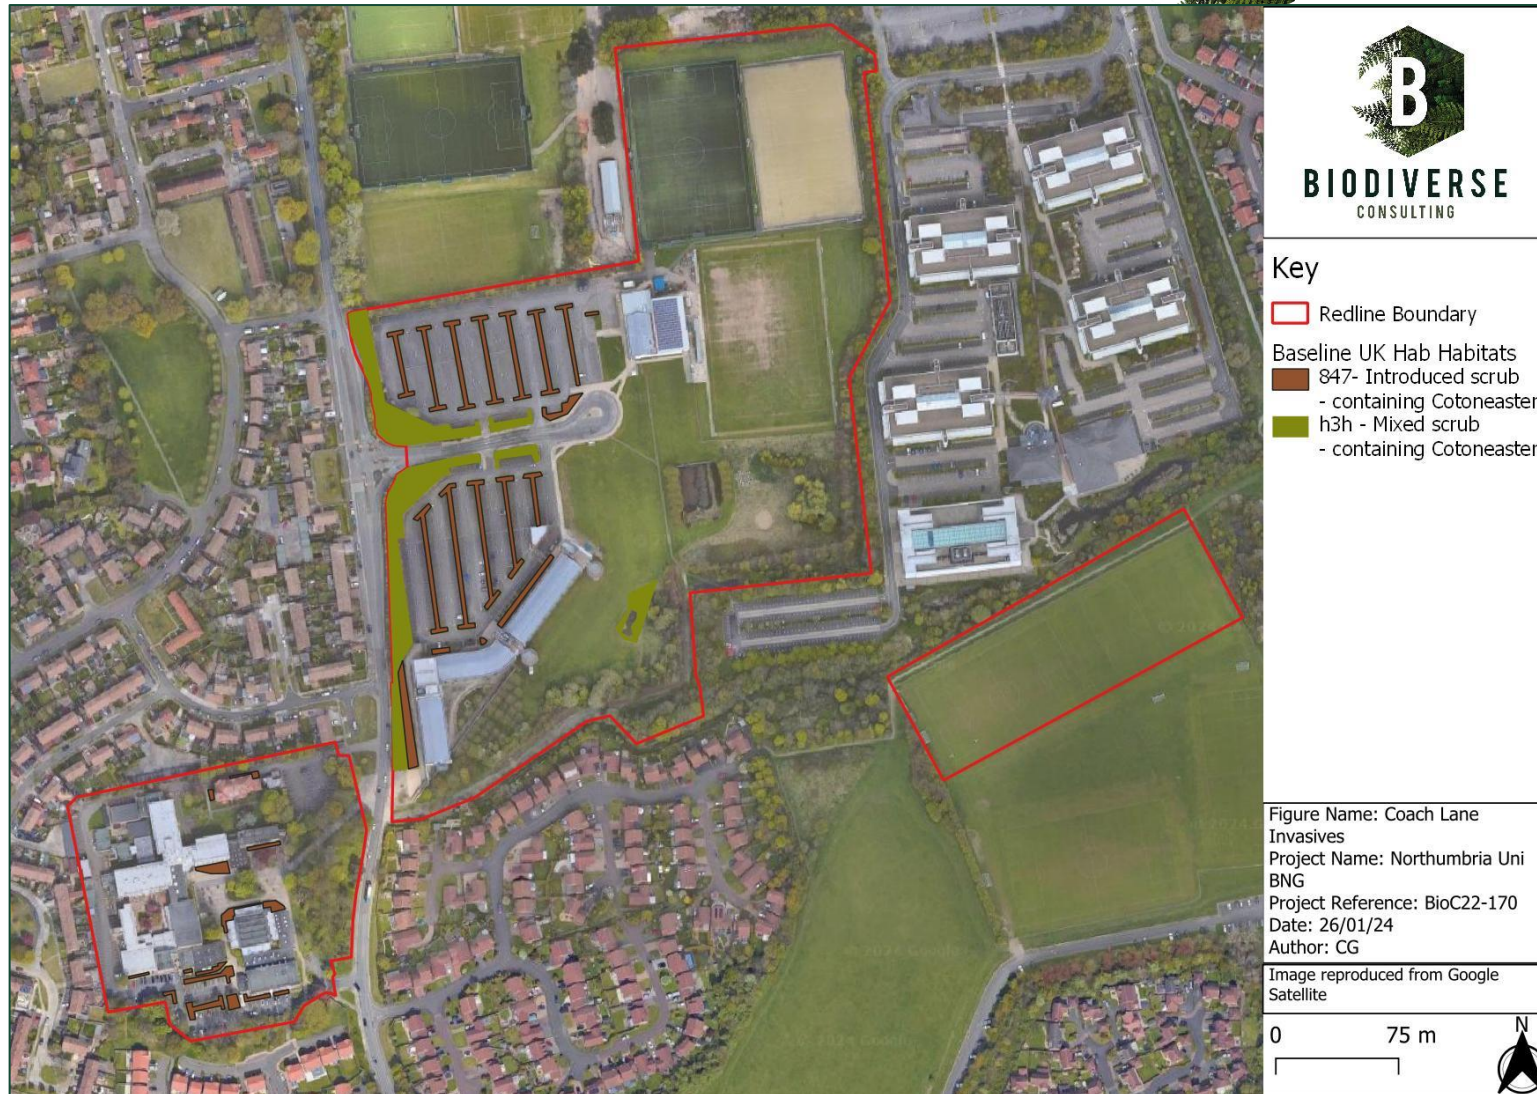 B
BIODIVERSE
CONSULTING
Key
Redline Boundary
Baseline UK Hab Habitats
847- Introduced scrub
- containing Cotoneaster
h3h - Mixed scrub
- containing Cotoneaster
Figure Name: Coach Lane
Invasives
Project Name: Northumbria Uni
BNG
Project Reference: BioC22-170
Date: 26/01/24
Author: CG
Image reproduced from Google
Satellite
0 75 m
N